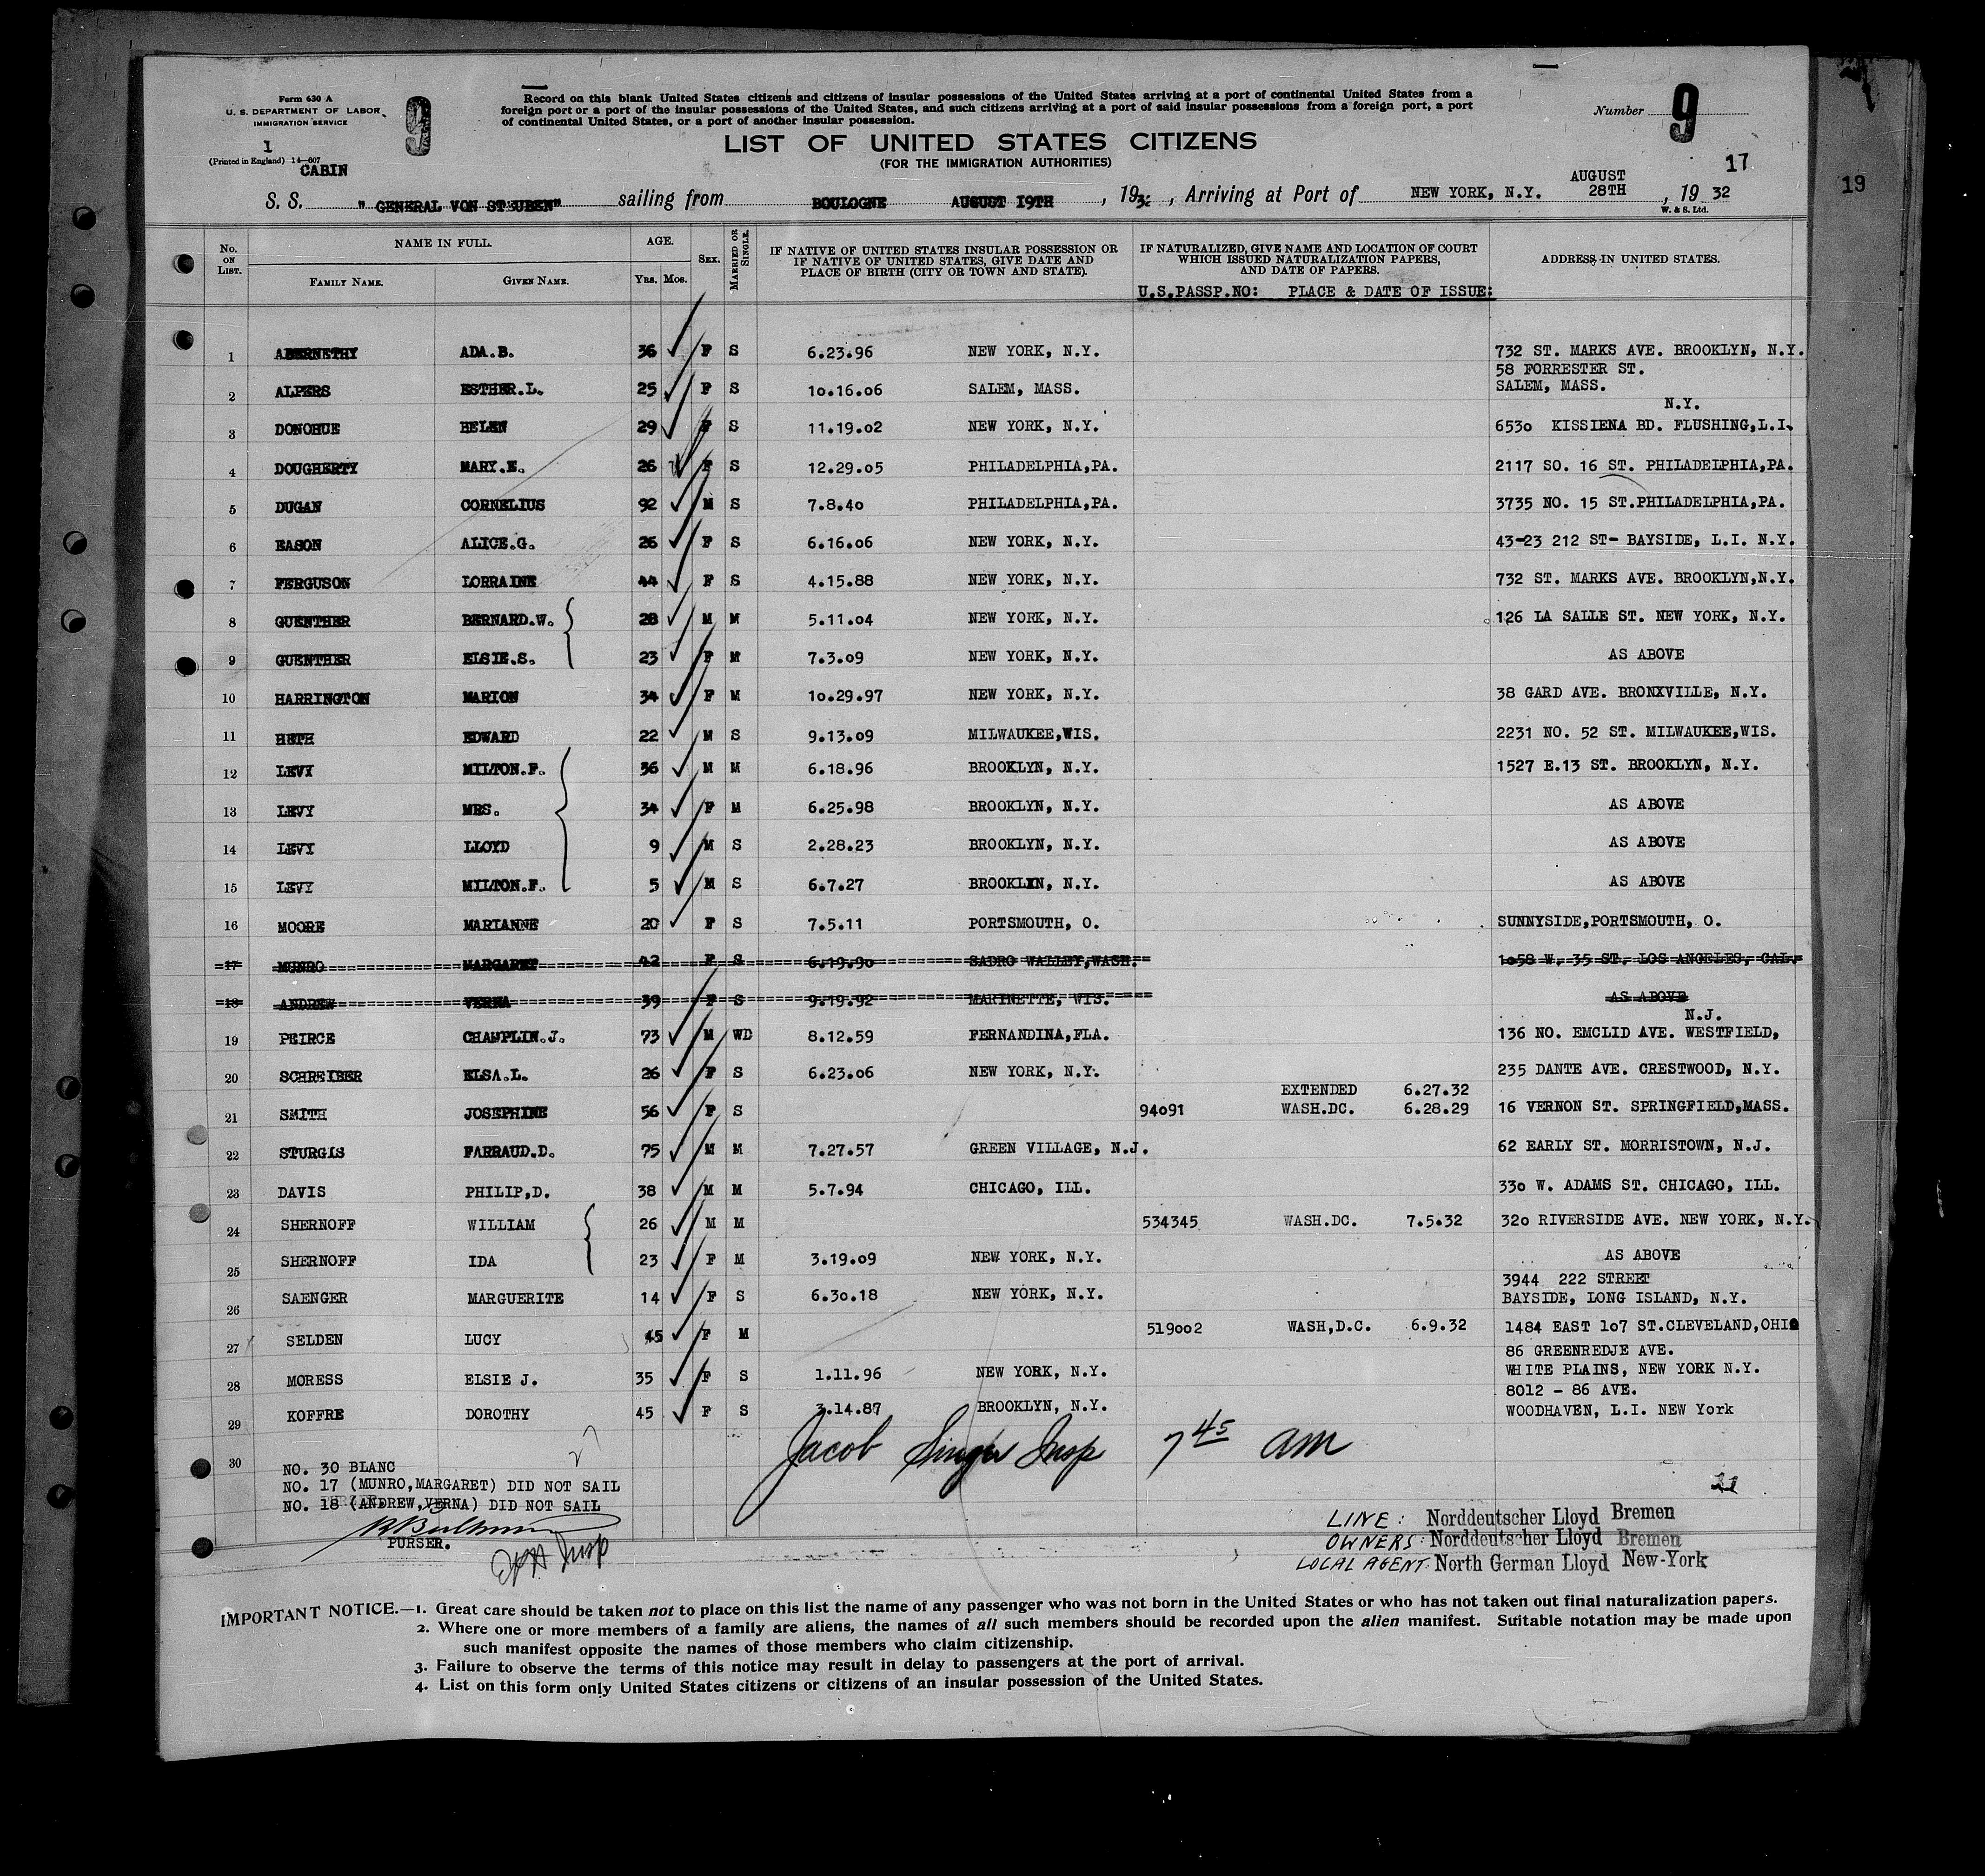 Form 630 A
U. S. DEPARTMENT OF LABOR
IMMIGRATION SERVICE
1
(Printed in England) 14—607
CABIN
9
Record on this blank United States citizens and citizens of insular possessions of the United States arriving at a port of continental United States from a
foreign port or a port of the insular possessions of the United States, and such citizens arriving at a port of said insular possessions from a foreign port, a port
of continental United States, or a port of another insular possession.
LIST OF UNITED STATES CITIZENS
(FOR THE IMMIGRATION AUTHORITIES)
Number 9
17
19
S. S. " GENERAL VON STEUBEN" sailing from BOULOGNE AUGUST 19TH , 1932 , Arriving at Port of NEW YORK, N.Y. AUGUST 28TH , 19 32
W. & S. Ltd.
No. ON LIST.
NAME IN FULL.
FAMILY NAME. GIVEN NAME.
AGE.
YRS. MOS.
SEX.
MARRIED OR SINGLE.
IF NATIVE OF UNITED STATES INSULAR POSSESSION OR
IF NATIVE OF UNITED STATES, GIVE DATE AND
PLACE OF BIRTH (CITY OR TOWN AND STATE).
IF NATURALIZED, GIVE NAME AND LOCATION OF COURT
WHICH ISSUED NATURALIZATION PAPERS,
AND DATE OF PAPERS.
U.S.PASSP.NO: PLACE & DATE OF ISSUE:
ADDRESS IN UNITED STATES.
1 ABERNETHY ADA.B. 36 F S 6.23.96 NEW YORK, N.Y. 732 ST. MARKS AVE. BROOKLYN, N.Y.
58 FORRESTER ST.
2 ALPERS ESTHER.L. 25 F S 10.16.06 SALEM, MASS. SALEM, MASS.
N.Y.
3 DONOHUE HELEN 29 F S 11.19.02 NEW YORK, N.Y. 6530 KISSIENA BD. FLUSHING,L.I.
4 DOUGHERTY MARY.E. 26 F S 12.29.05 PHILADELPHIA,PA. 2117 SO. 16 ST. PHILADELPHIA,PA.
5 DUGAN CORNELIUS 92 M S 7.8.40 PHILADELPHIA,PA. 3735 NO. 15 ST.PHILADELPHIA,PA.
6 EASON ALICE.G. 26 F S 6.16.06 NEW YORK, N.Y. 43-23 212 ST- BAYSIDE, L.I. N.Y.
7 FERGUSON LORRAINE 44 F S 4.15.88 NEW YORK, N.Y. 732 ST. MARKS AVE. BROOKLYN,N.Y.
8 GUENTHER BERNARD.W. 28 M M 5.11.04 NEW YORK, N.Y. 126 LA SALLE ST. NEW YORK, N.Y.
9 GUENTHER ELSIE.S. 23 F M 7.3.09 NEW YORK, N.Y. AS ABOVE
10 HARRINGTON MARION 34 F M 10.29.97 NEW YORK, N.Y. 38 GARD AVE. BRONXVILLE, N.Y.
11 HETH EDWARD 22 M S 9.13.09 MILWAUKEE,WIS. 2231 NO. 52 ST. MILWAUKEE,WIS.
12 LEVY MILTON.F. 36 M M 6.18.96 BROOKLYN, N.Y. 1527 E.13 ST. BROOKLYN, N.Y.
13 LEVY MRS. 34 F M 6.25.98 BROOKLYN, N.Y. AS ABOVE
14 LEVY LLOYD 9 M S 2.28.23 BROOKLYN, N.Y. AS ABOVE
15 LEVY MILTON.F. 5 M S 6.7.27 BROOKLYN, N.Y. AS ABOVE
16 MOORE MARIANNE 20 F S 7.5.11 PORTSMOUTH, O. SUNNYSIDE,PORTSMOUTH, O.
17 MUNRO MARGARET 42 F S 6.19.90 SADRO WALLEY,WASH. 1058 W. 35 ST. LOS ANGELES, CAL.
18 ANDREW VERNA 39 F S 9.19.92 MARINETTE, WIS. AS ABOVE
N.J.
19 PEIRCE CHAMPLIN.J. 73 M WD 8.12.59 FERNANDINA,FLA. 136 NO. EMCLID AVE. WESTFIELD,
20 SCHREIBER ELSA.L. 26 F S 6.23.06 NEW YORK, N.Y. 235 DANTE AVE. CRESTWOOD, N.Y.
EXTENDED 6.27.32
21 SMITH JOSEPHINE 56 F S 94091 WASH.DC. 6.28.29 16 VERNON ST. SPRINGFIELD,MASS.
22 STURGIS FARRAUD.D. 75 M M 7.27.57 GREEN VILLAGE, N.J. 62 EARLY ST. MORRISTOWN, N.J.
23 DAVIS PHILIP,D. 38 M M 5.7.94 CHICAGO, ILL. 330 W. ADAMS ST. CHICAGO, ILL.
24 SHERNOFF WILLIAM 26 M M 534345 WASH.DC. 7.5.32 320 RIVERSIDE AVE. NEW YORK, N.Y.
25 SHERNOFF IDA 23 F M 3.19.09 NEW YORK, N.Y. AS ABOVE
3944 222 STREET
26 SAENGER MARGUERITE 14 F S 6.30.18 NEW YORK, N.Y. BAYSIDE, LONG ISLAND, N.Y.
27 SELDEN LUCY 45 F M 519002 WASH,D.C. 6.9.32 1484 EAST 107 ST.CLEVELAND,OHIO
86 GREENREDJE AVE.
28 MORESS ELSIE J. 35 F S 1.11.96 NEW YORK, N.Y. WHITE PLAINS, NEW YORK N.Y.
8012 - 86 AVE.
29 KOFFRE DOROTHY 45 F S 3.14.87 BROOKLYN, N.Y. WOODHAVEN, L.I. NEW York
27
Jacob Singer Insp 7 45 am
30
NO. 30 BLANC
NO. 17 (MUNRO,MARGARET) DID NOT SAIL
NO. 18 (ANDREW,VERNA) DID NOT SAIL
PURSER.
Insp
LINE: Norddeutscher Lloyd Bremen
OWNERS: Norddeutscher Lloyd Bremen
LOCAL AGENT: North German Lloyd New-York
IMPORTANT NOTICE.—1. Great care should be taken not to place on this list the name of any passenger who was not born in the United States or who has not taken out final naturalization papers.
2. Where one or more members of a family are aliens, the names of all such members should be recorded upon the alien manifest. Suitable notation may be made upon
such manifest opposite the names of those members who claim citizenship.
3. Failure to observe the terms of this notice may result in delay to passengers at the port of arrival.
4. List on this form only United States citizens or citizens of an insular possession of the United States.